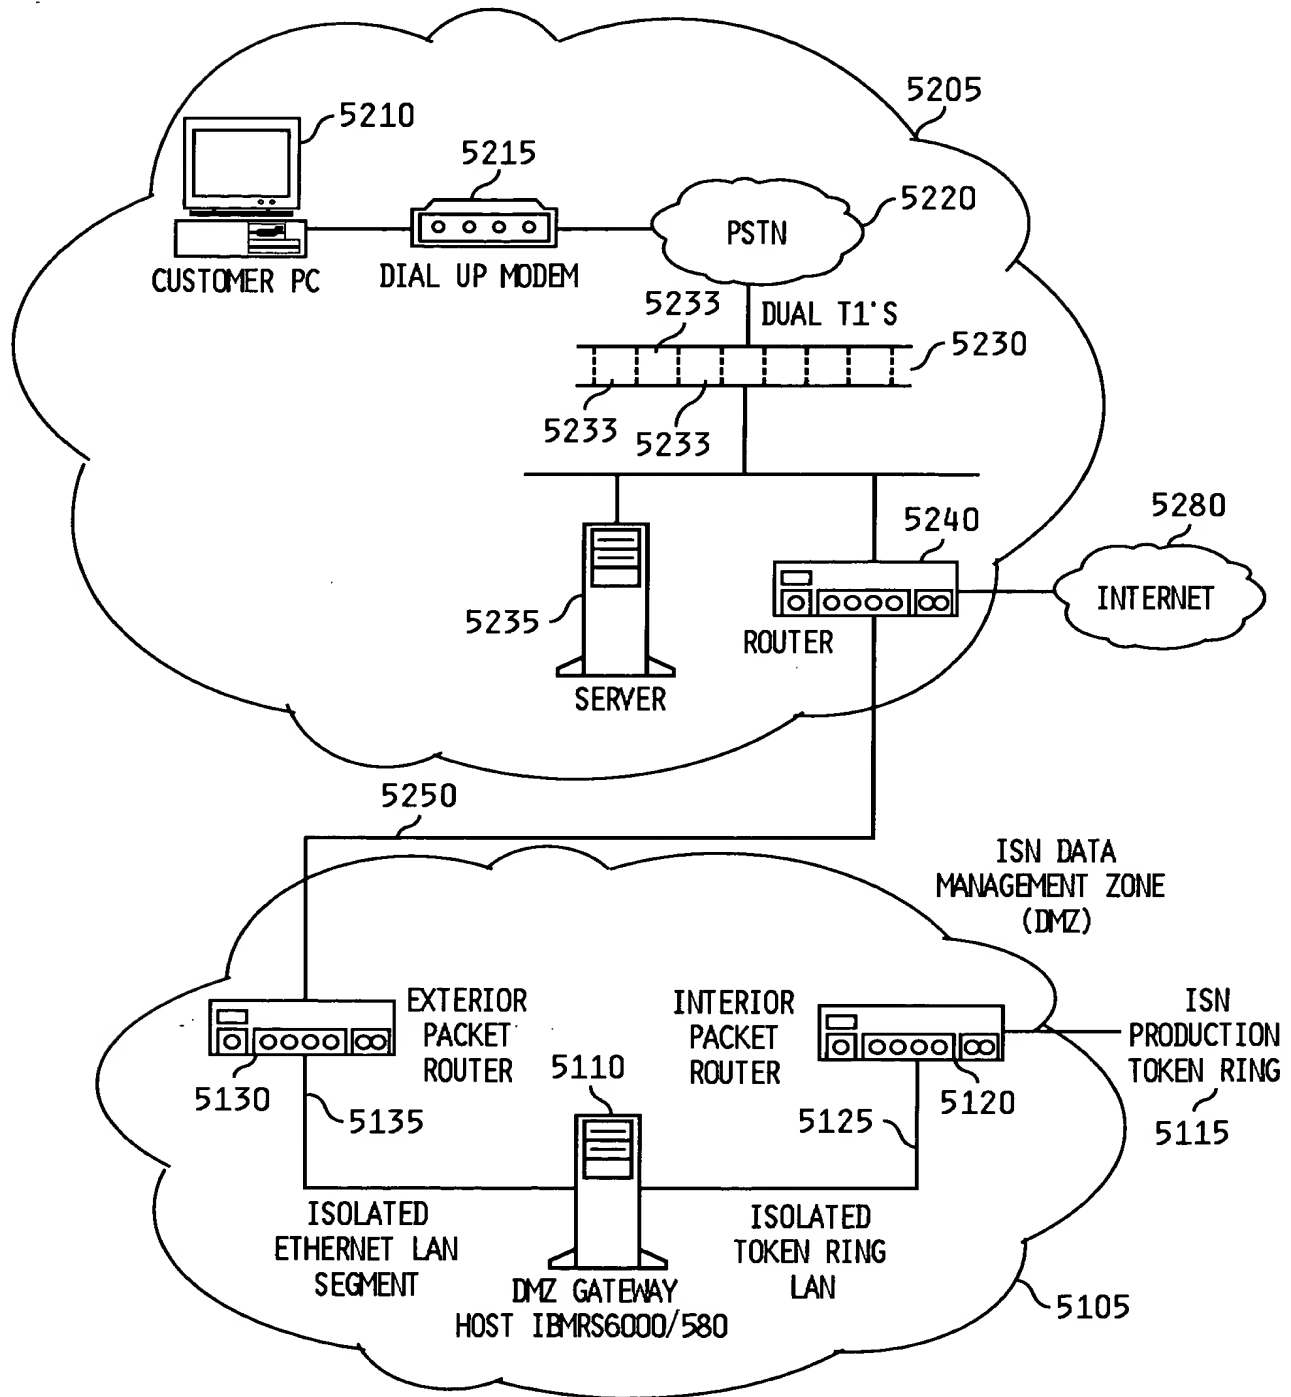 5205
5210
5215
5220
PSTN
CUSTOMER PC
DIAL UP MODEM
5233
DUAL T1'S
5230
5233
5233
5240
5280
INTERNET
5235
ROUTER
SERVER
5250
ISN DATA
MANAGEMENT ZONE
(DMZ)
EXTERIOR
PACKET
ROUTER
INTERIOR
PACKET
ROUTER
ISN
PRODUCTION
TOKEN RING
5130
5110
5120
5135
5125
5115
ISOLATED
ETHERNET LAN
SEGMENT
ISOLATED
TOKEN RING
LAN
DMZ GATEWAY
HOST IBMRS6000/580
5105